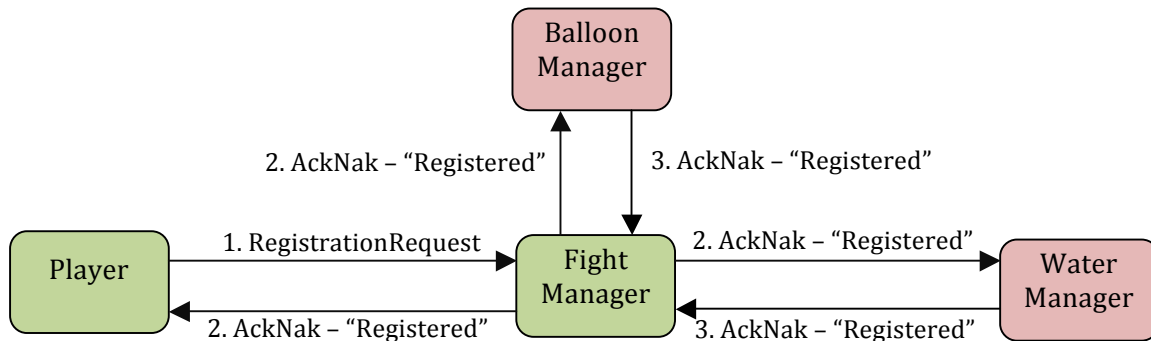 Balloon
Manager
2. AckNak – “Registered”
3. AckNak – “Registered”
Player
1. RegistrationRequest
Fight
Manager
2. AckNak – “Registered”
Water
Manager
2. AckNak – “Registered”
3. AckNak – “Registered”